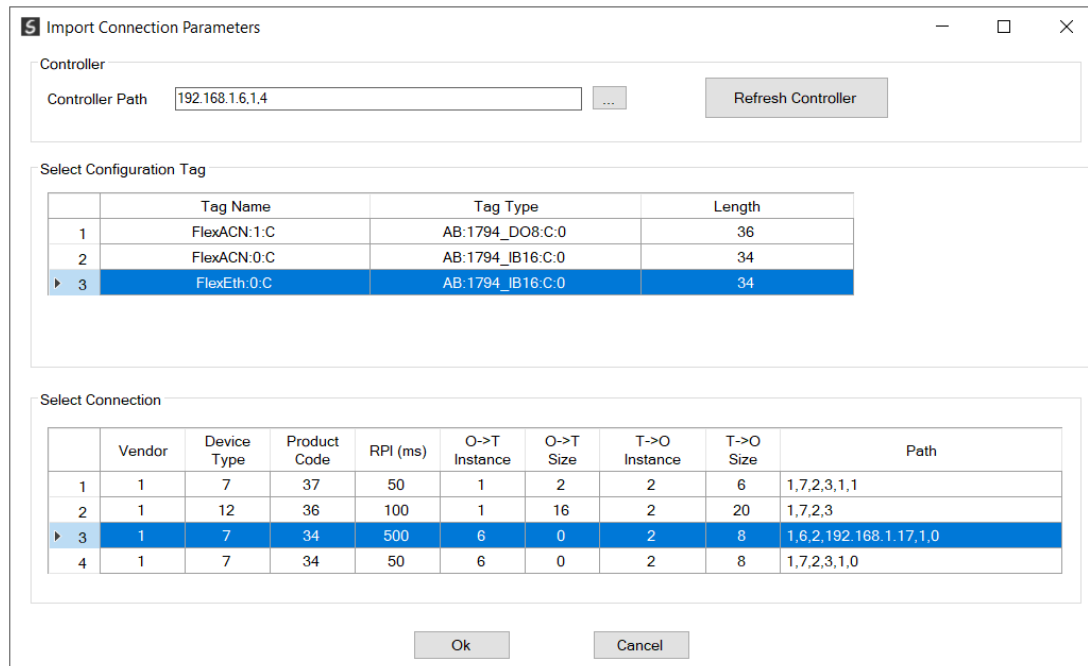 Import Connection Parameters
Controller
Controller Path 192.168.1.6,1,4 ... Refresh Controller
Select Configuration Tag
Tag Name Tag Type Length
1 FlexACN:1:C AB:1794_DO8:C:0 36
2 FlexACN:0:C AB:1794_IB16:C:0 34
3 FlexEth:0:C AB:1794_IB16:C:0 34
Select Connection
Vendor Device Type Product Code RPI (ms) O->T Instance O->T Size T->O Instance T->O Size Path
1 1 7 37 50 1 2 2 6 1,7,2,3,1,1
2 1 12 36 100 1 16 2 20 1,7,2,3
3 1 7 34 500 6 0 2 8 1,6,2,192.168.1.17,1,0
4 1 7 34 50 6 0 2 8 1,7,2,3,1,0
Ok Cancel